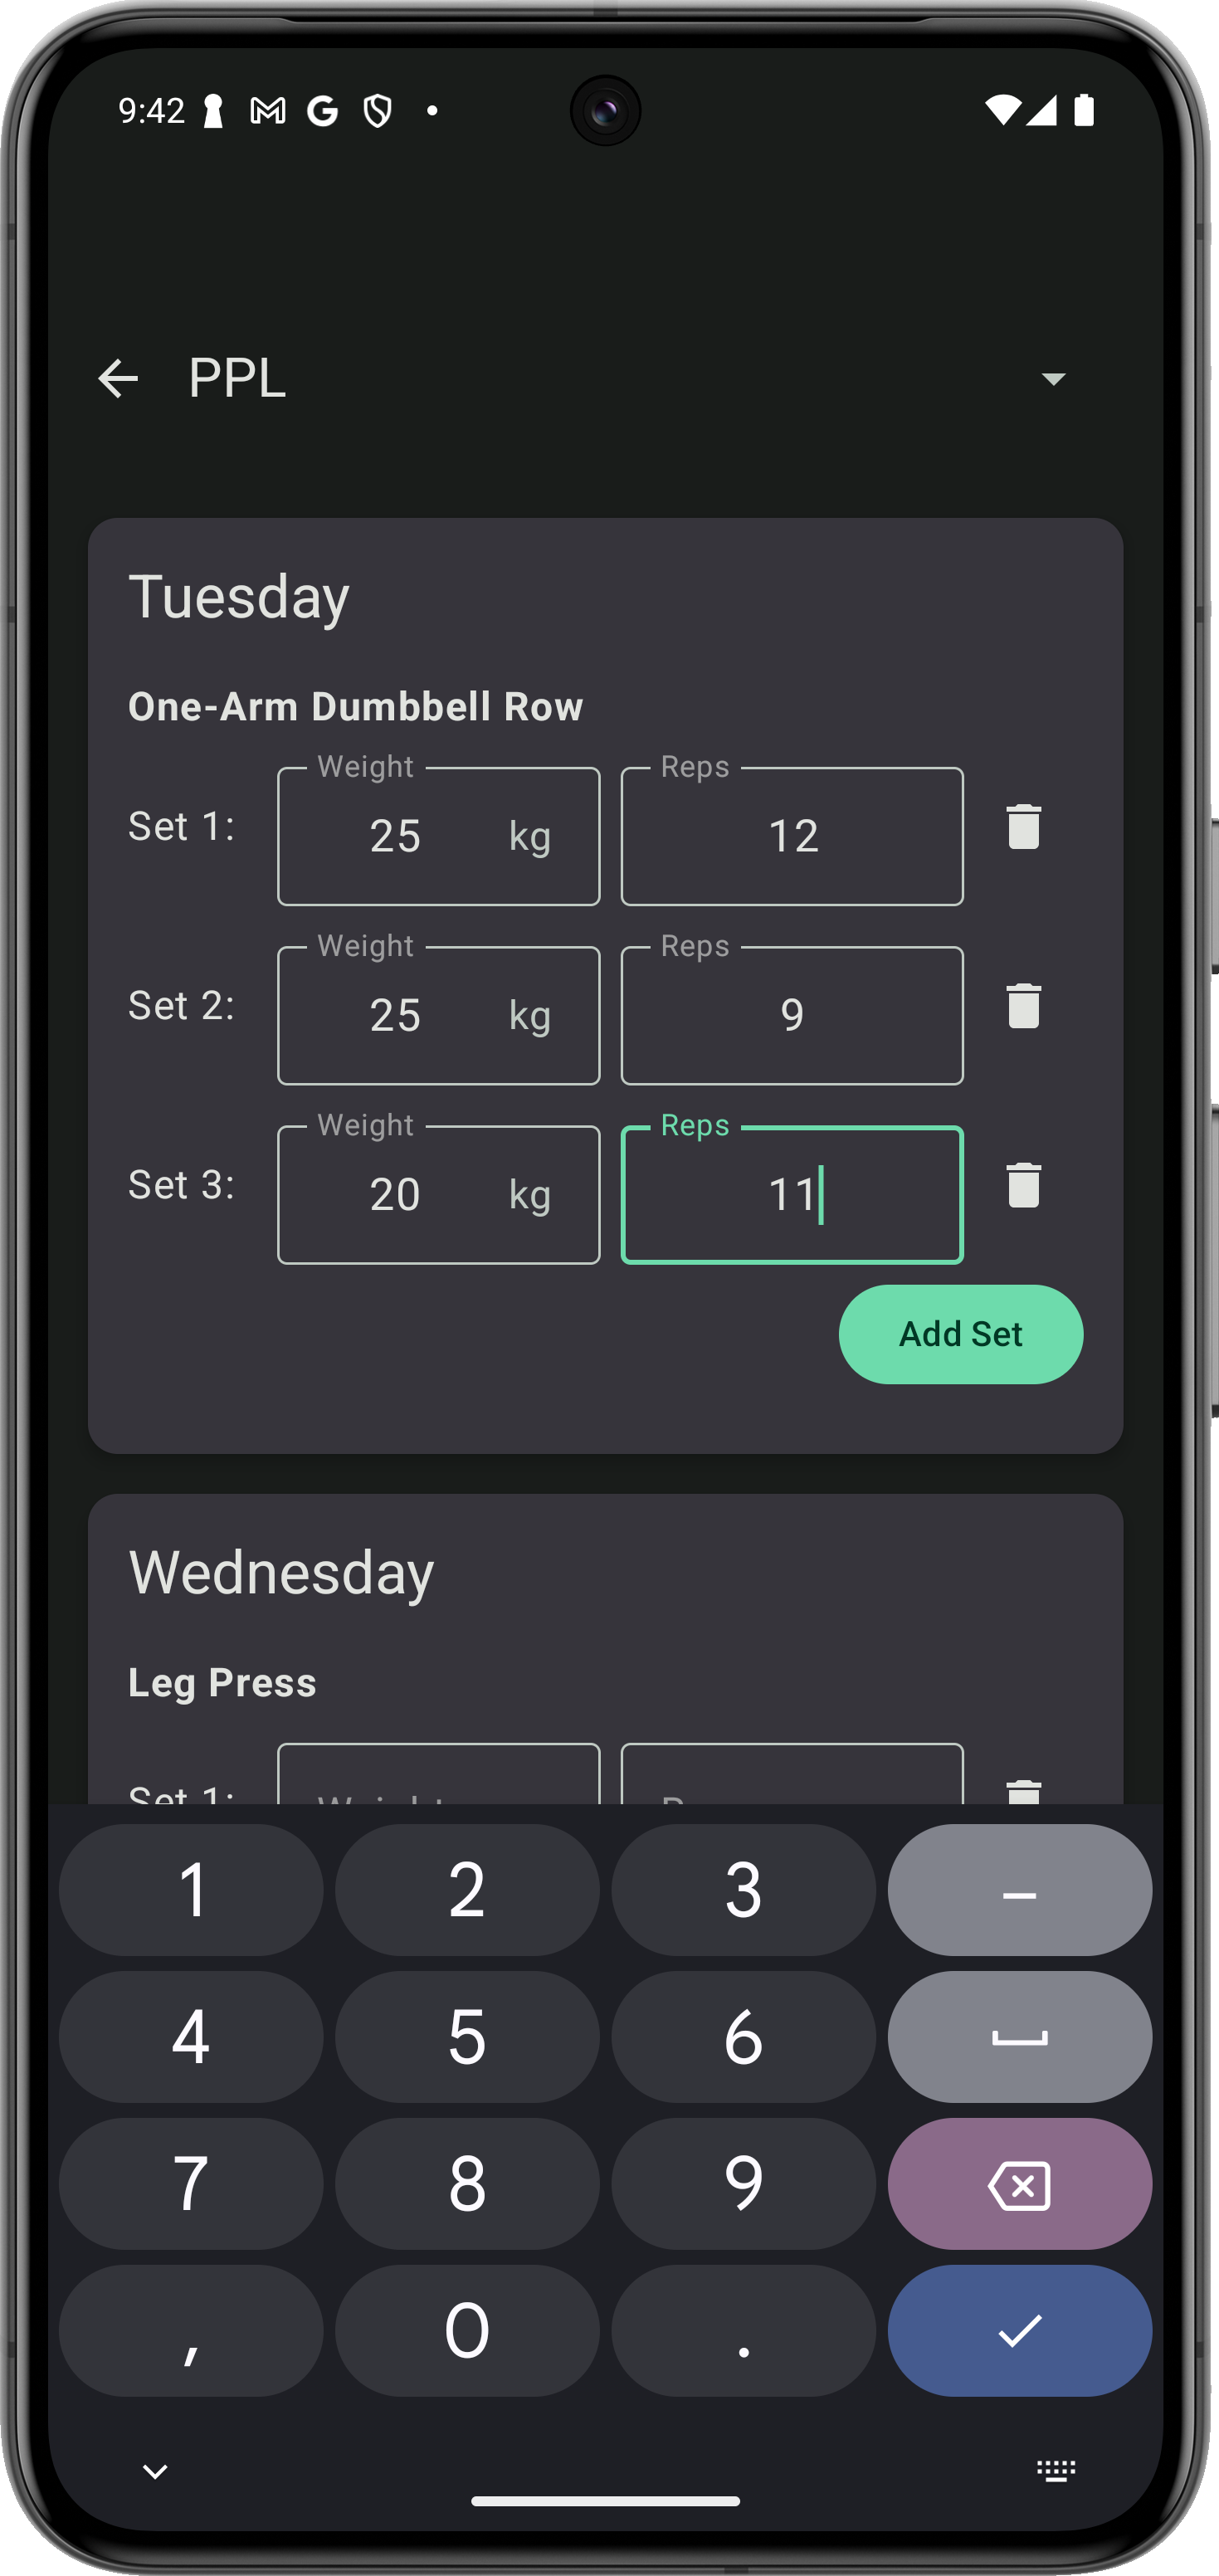 9:42
PPL
Tuesday
One-Arm Dumbbell Row
Weight Reps
Set 1: 25 kg 12
Weight Reps
Set 2: 25 kg 9
Weight Reps
Set 3: 20 kg 11
Add Set
Wednesday
Leg Press
Set 1: Weight
1 2 3 –
4 5 6
7 8 9
, 0 .